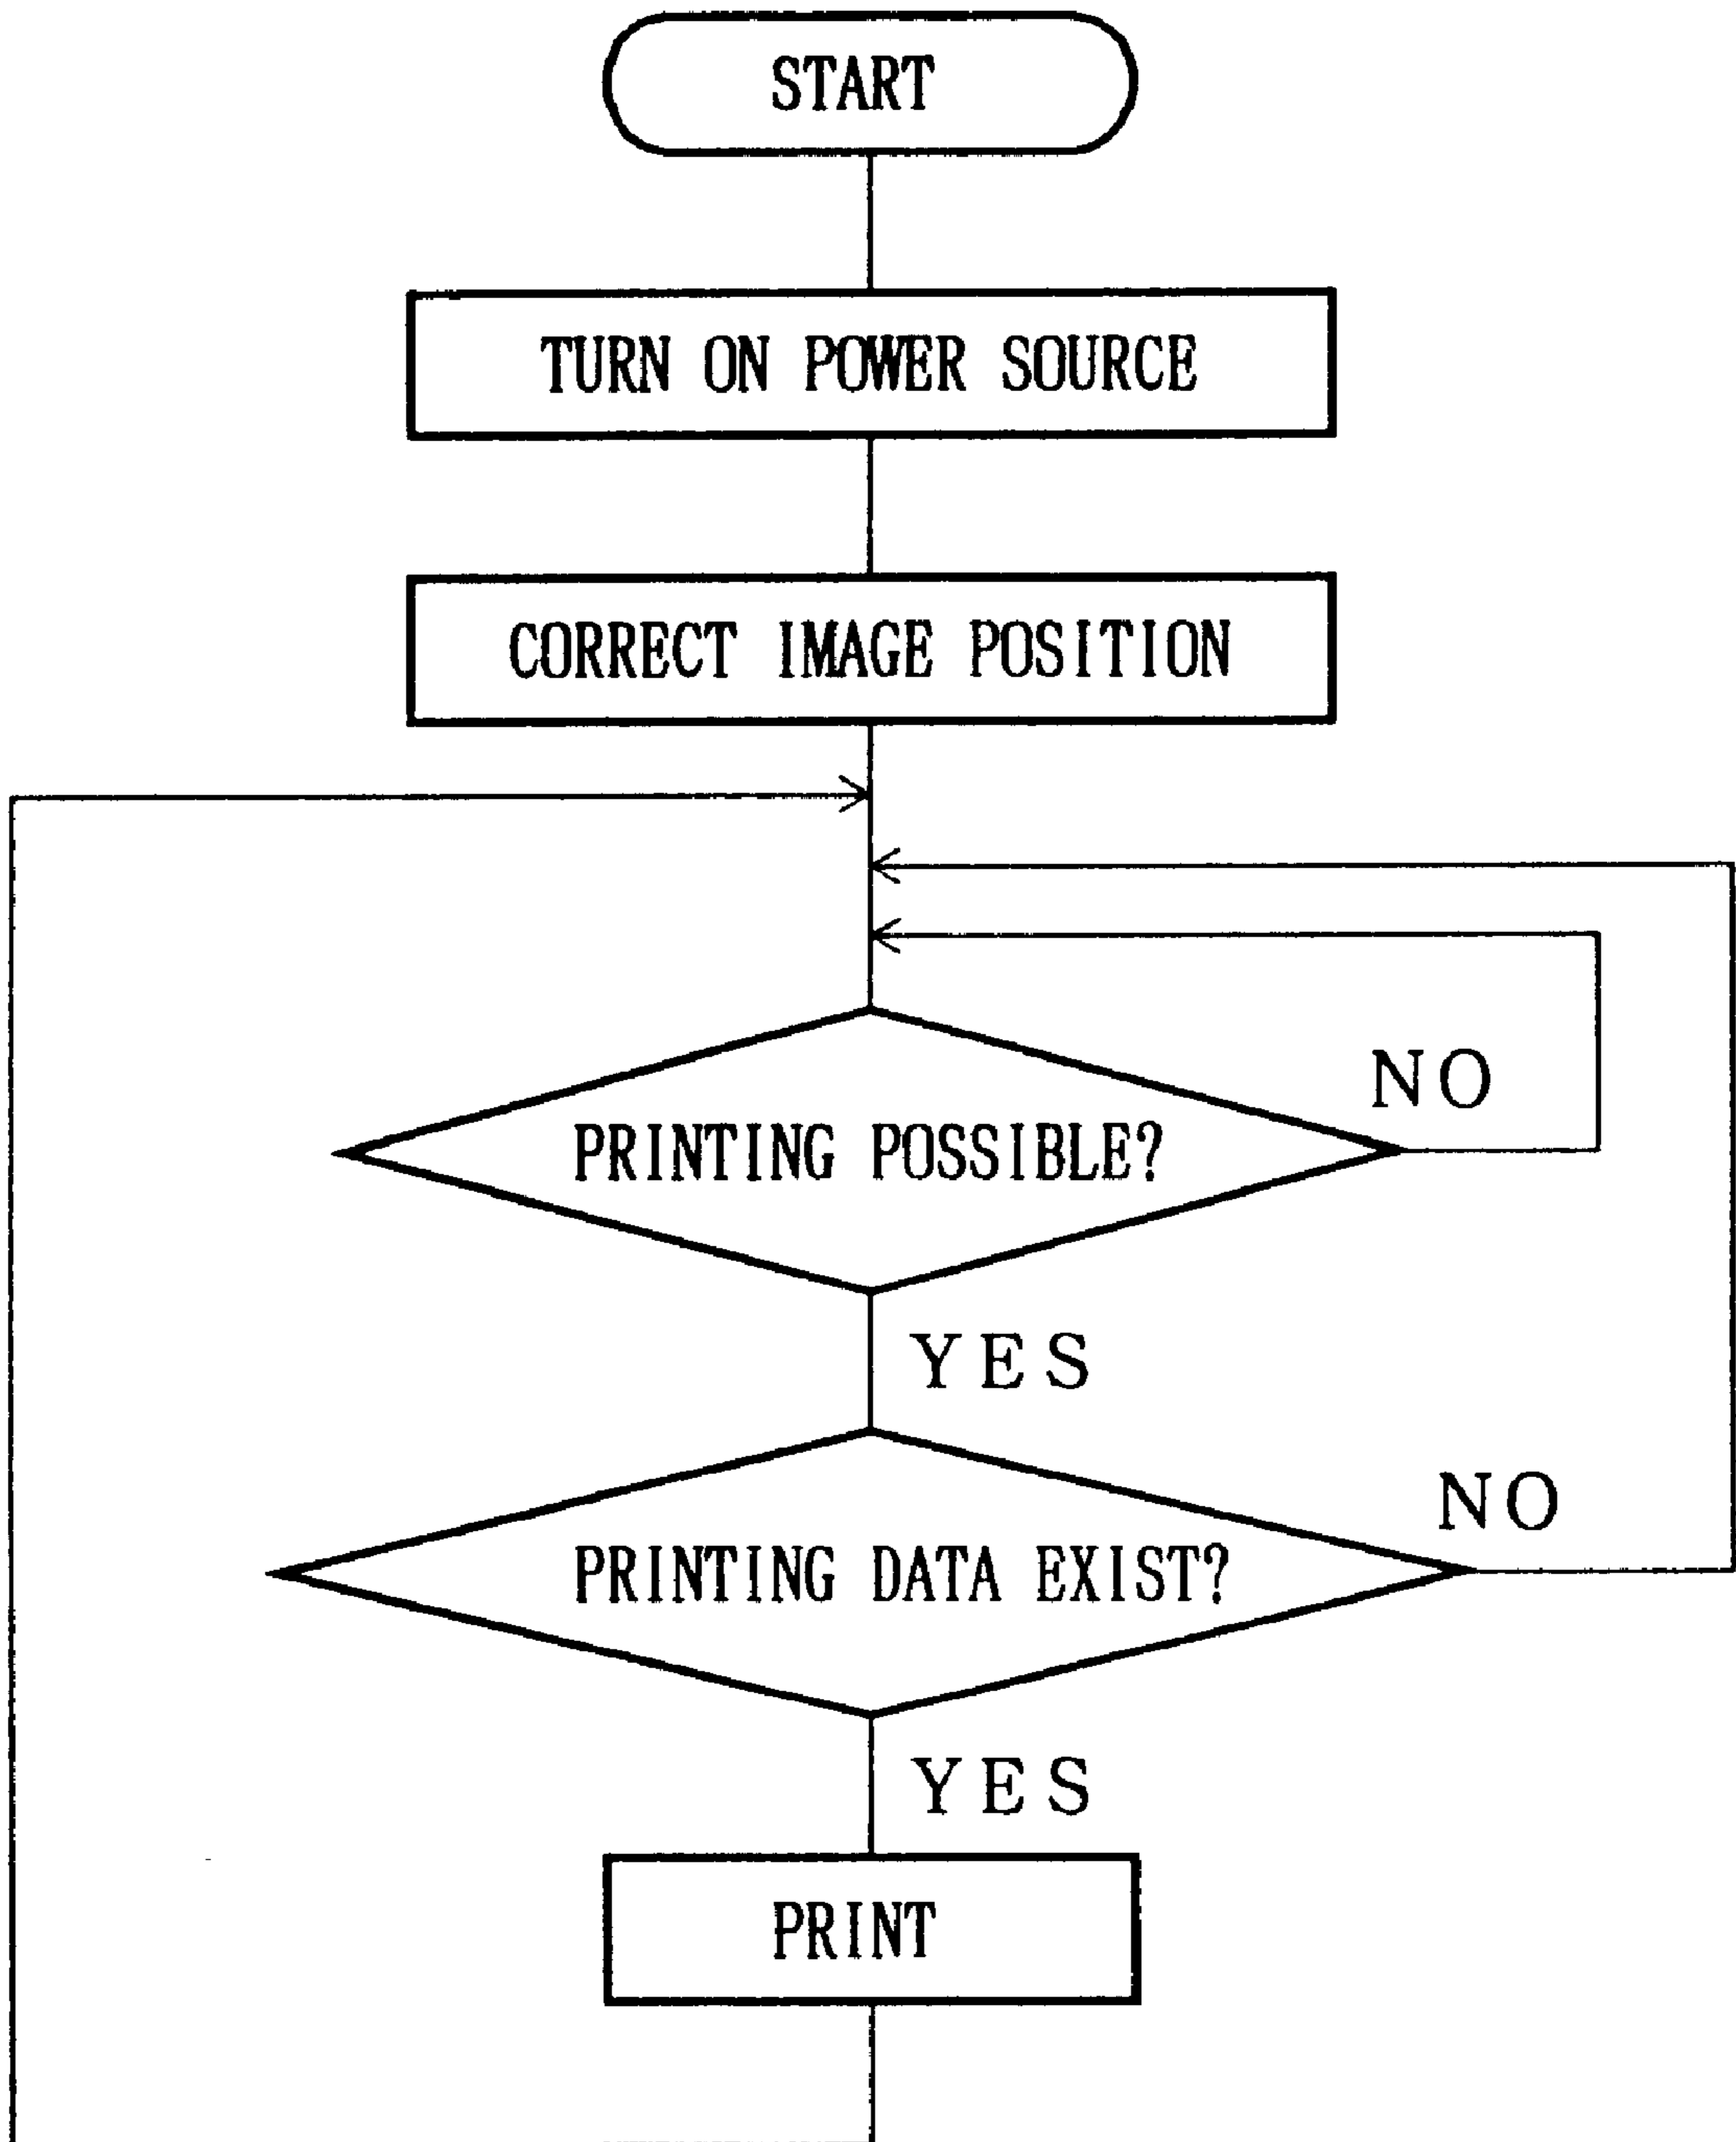 START
TURN ON POWER SOURCE
CORRECT IMAGE POSITION
NO
PRINTING POSSIBLE?
YES
NO
PRINTING DATA EXIST?
YES
PRINT